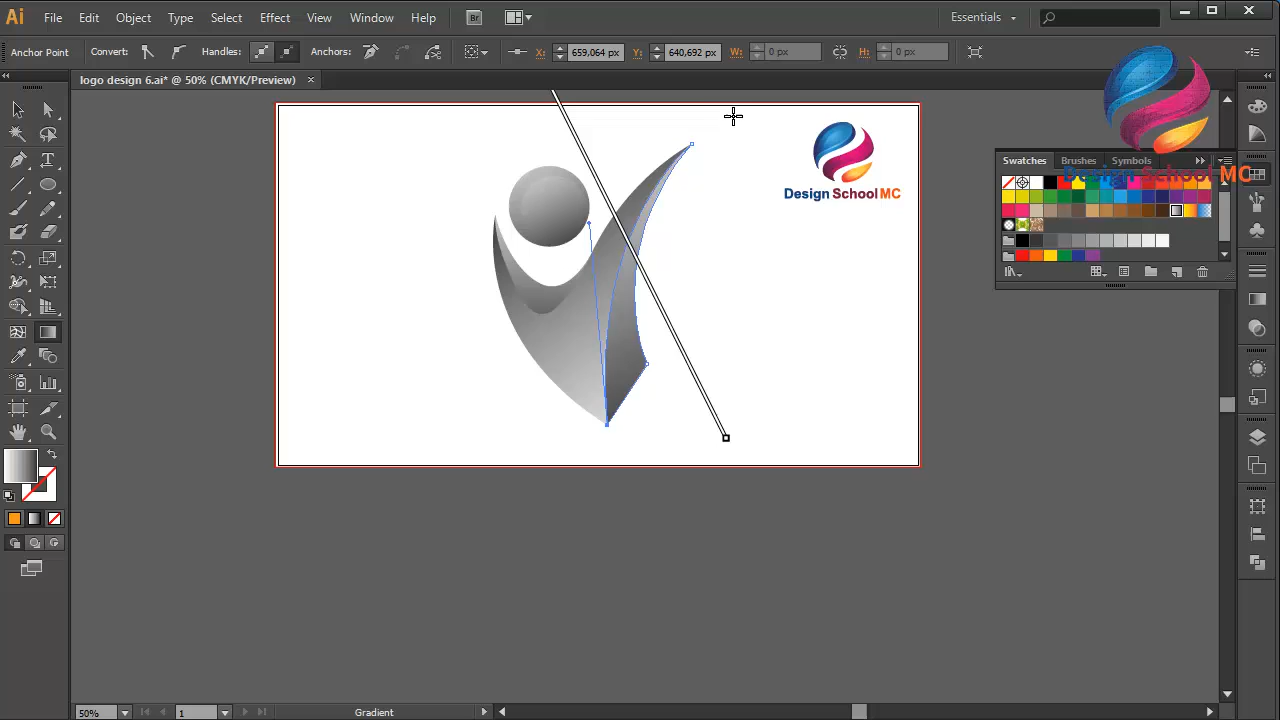 Ai File Edit Object Type Select Effect View Window Help Br Essentials
Anchor Point Convert: Handles: Anchors: X: 659,064 px Y: 640,692 px W: 0 px H: 0 px
logo design 6.ai* @ 50% (CMYK/Preview) ×
Design School MC
Swatches Brushes Symbols
Design School MC
50% 1 Gradient